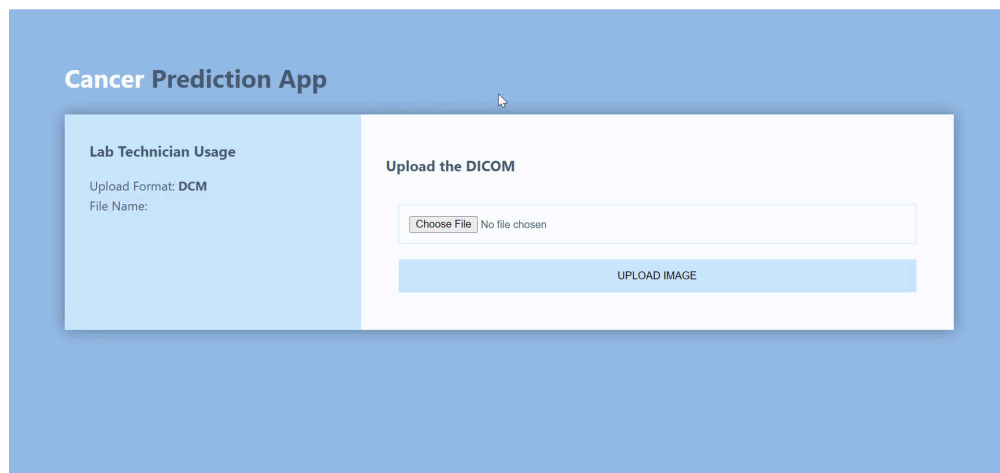 Cancer Prediction App
Lab Technician Usage
Upload Format: DCM
File Name:
Upload the DICOM
Choose File No file chosen
UPLOAD IMAGE